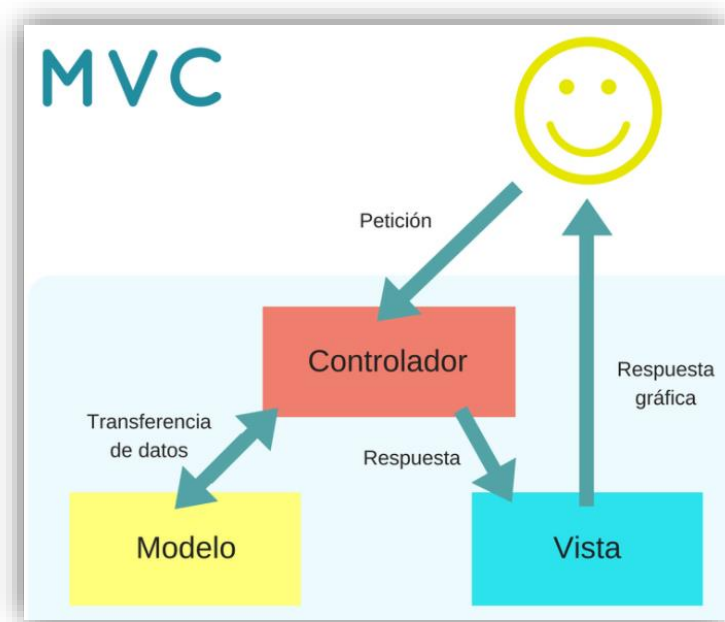 MVC
Petición
Controlador
Respuesta
gráfica
Transferencia
de datos
Respuesta
Modelo
Vista